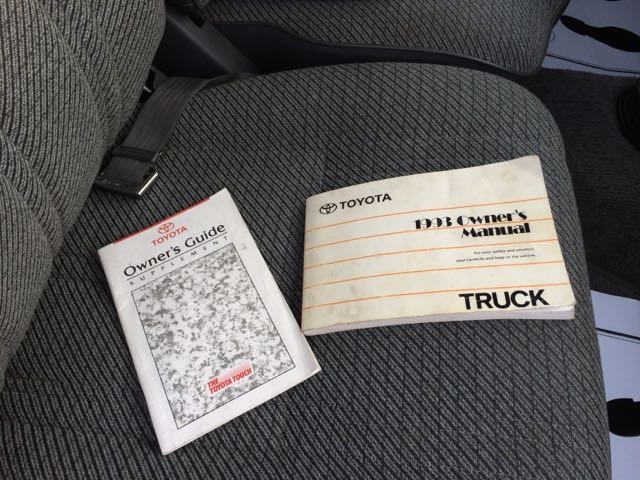 TOYOTA
Owner's Guide
SUPPLEMENT
THE
TOYOTA TOUCH
TOYOTA
1993 Owner's
Manual
For your safety and comfort,
read carefully and keep in the vehicle.
TRUCK